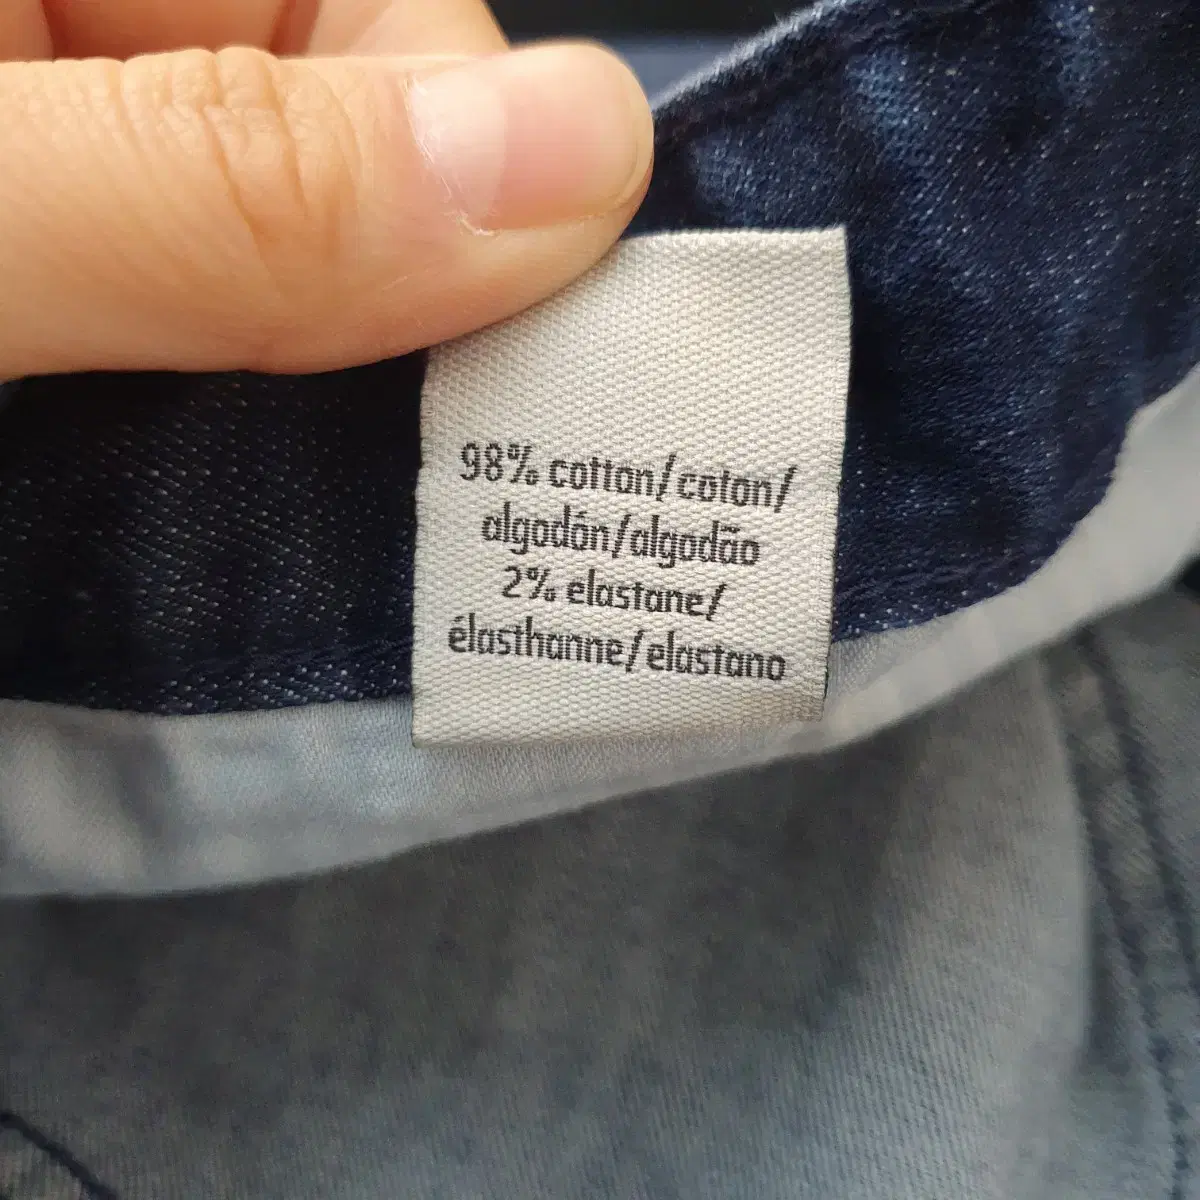 98% cotton/coton/
algodón/algodão
2% elastane/
élasthanne/elastano